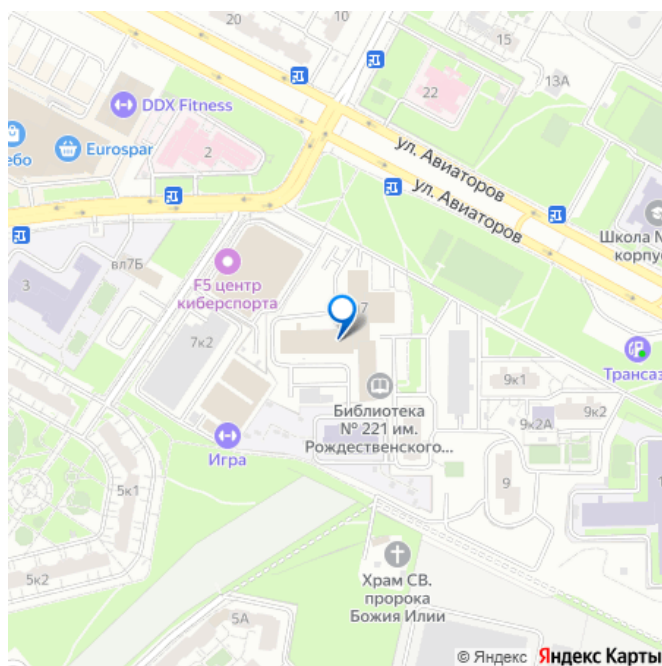 20
10
15
13А
22
DDX Fitness
ебо
Eurospar
2
ул. Авиаторов
ул. Авиаторов
Школа №
корпус
3
вл7Б
F5 центр
киберспорта
7
7к2
Трансаз
9к1
Библиотека
№ 221 им.
Рождественского...
9к2А
9к2
Игра
9
1
5к1
5к2
Храм СВ.
пророка
Божия Илии
5А
© Яндекс Яндекс Карты